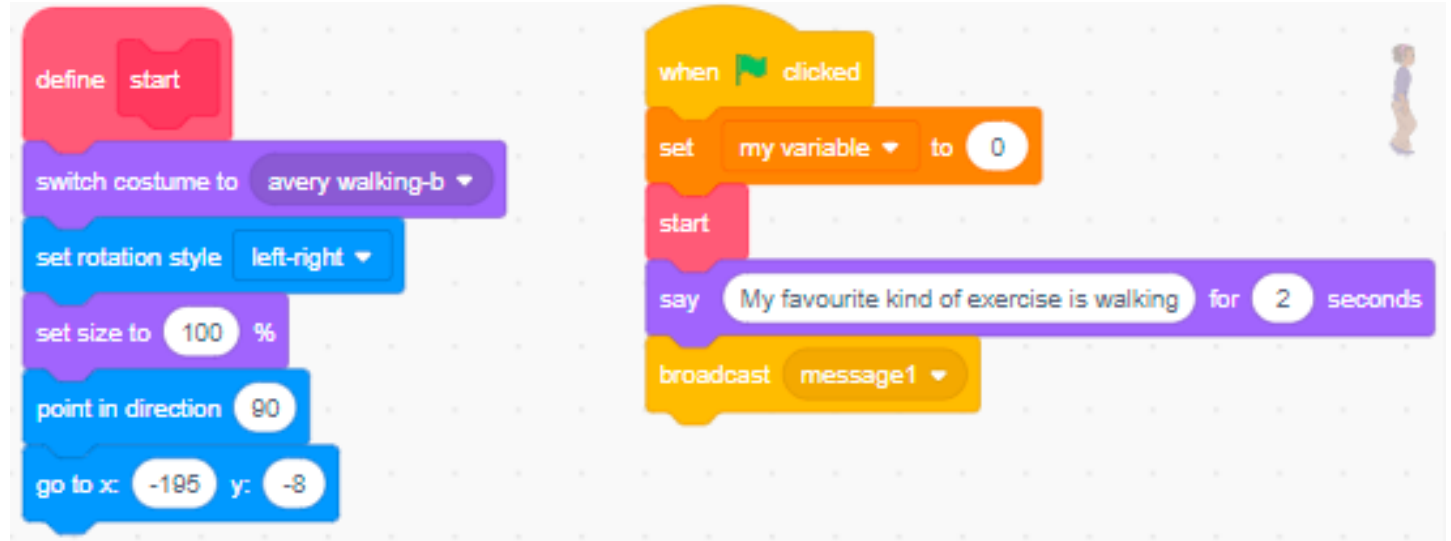 define start
switch costume to avery walking-b
set rotation style left-right
set size to 100 %
point in direction 90
go to x: -195 y: -8
when clicked
set my variable to 0
start
say My favourite kind of exercise is walking for 2 seconds
broadcast message1